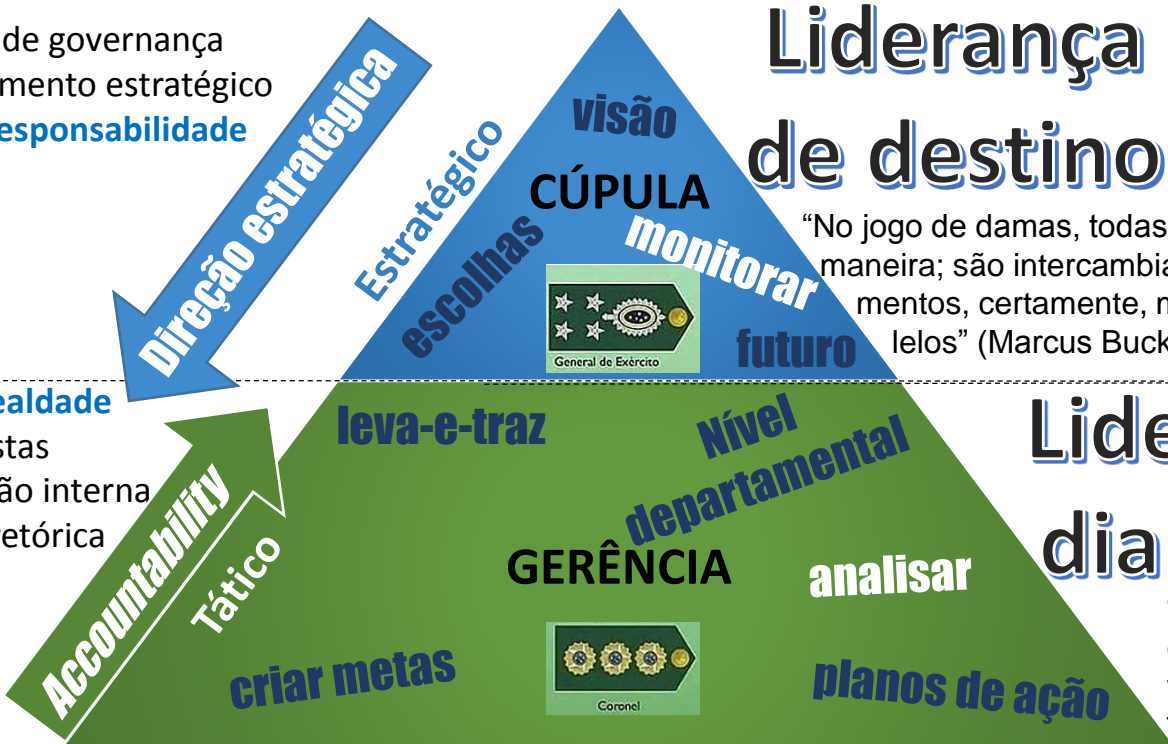 de governança
mento estratégico
esponsabilidade
Direção estratégica
Estratégico
visão
CÚPULA
escolhas
monitorar
General de Exército
futuro
Liderança
de destino
“No jogo de damas, todas
maneira; são intercambia
mentos, certamente, m
lelos” (Marcus Buck
ealdade
stas
ão interna
etórica
Accountability
Tático
leva-e-traz
Nível
departamental
GERÊNCIA
analisar
criar metas
Coronel
planos de ação
Lide
dia